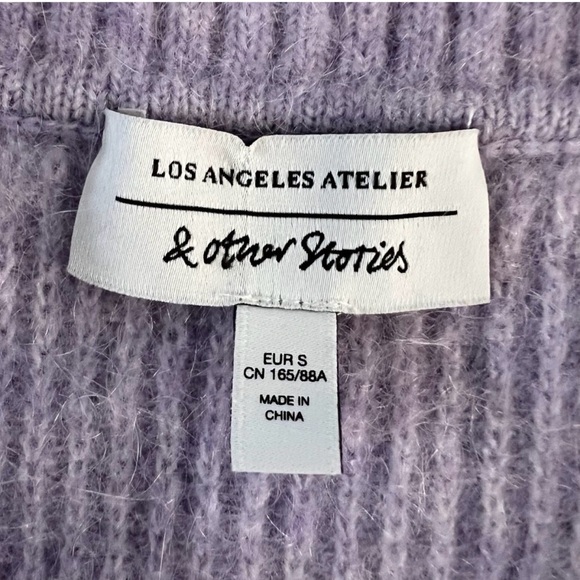 LOS ANGELES ATELIER
& other Stories
EUR S
CN 165/88A
MADE IN
CHINA